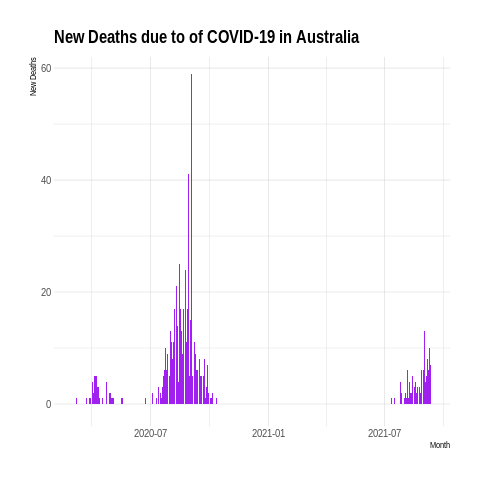 New Deaths due to of COVID-19 in Australia
New Deaths
60
40
20
0
2020-07
2021-01
2021-07
Month